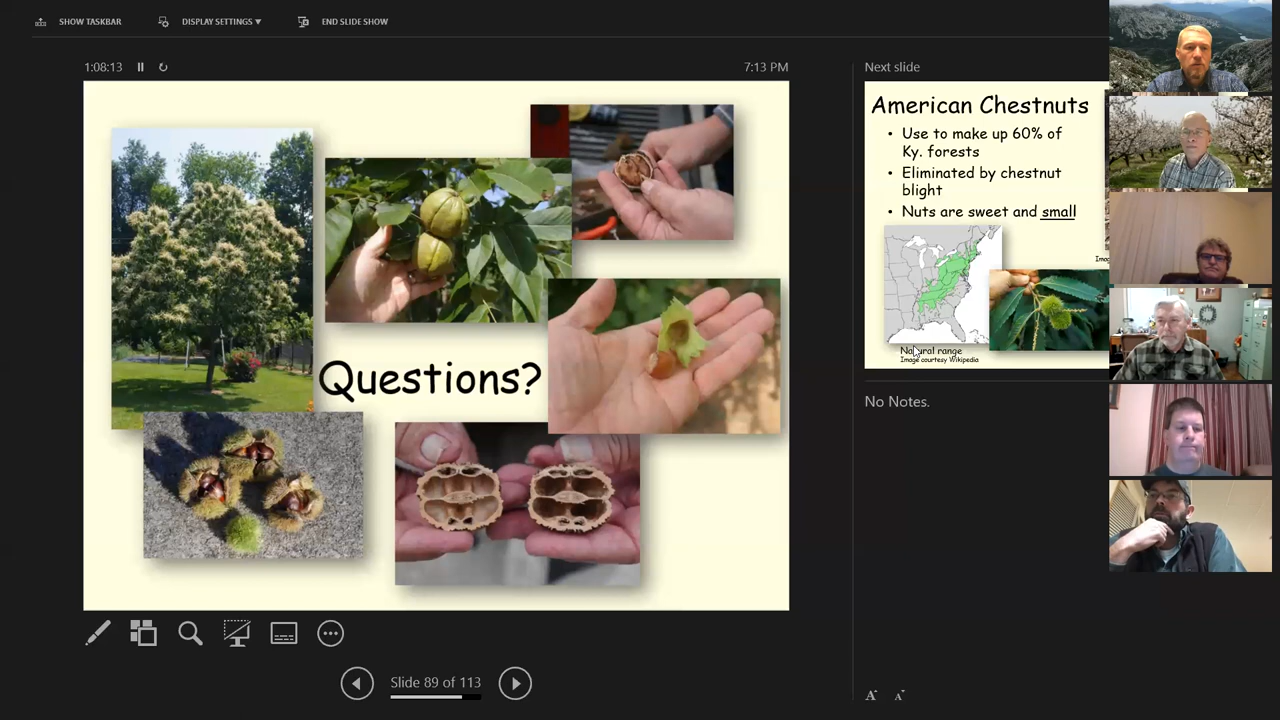 SHOW TASKBAR
DISPLAY SETTINGS ▼
END SLIDE SHOW
1:08:13
7:13 PM
Questions?
Slide 89 of 113
Next slide
American Chestnuts
• Use to make up 60% of
Ky. forests
• Eliminated by chestnut
blight
• Nuts are sweet and small
Natural range
Image courtesy Wikipedia
No Notes.
A
A